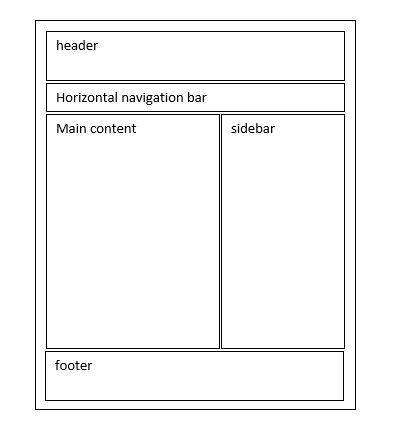 header
Horizontal navigation bar
Main content
sidebar
footer